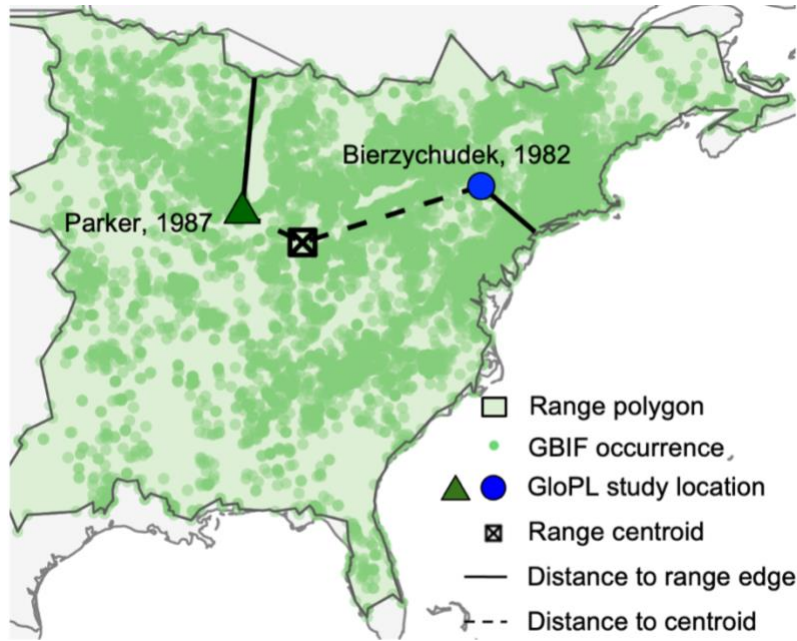 Bierzychudek, 1982
Parker, 1987
Range polygon
GBIF occurrence
GloPL study location
Range centroid
Distance to range edge
Distance to centroid